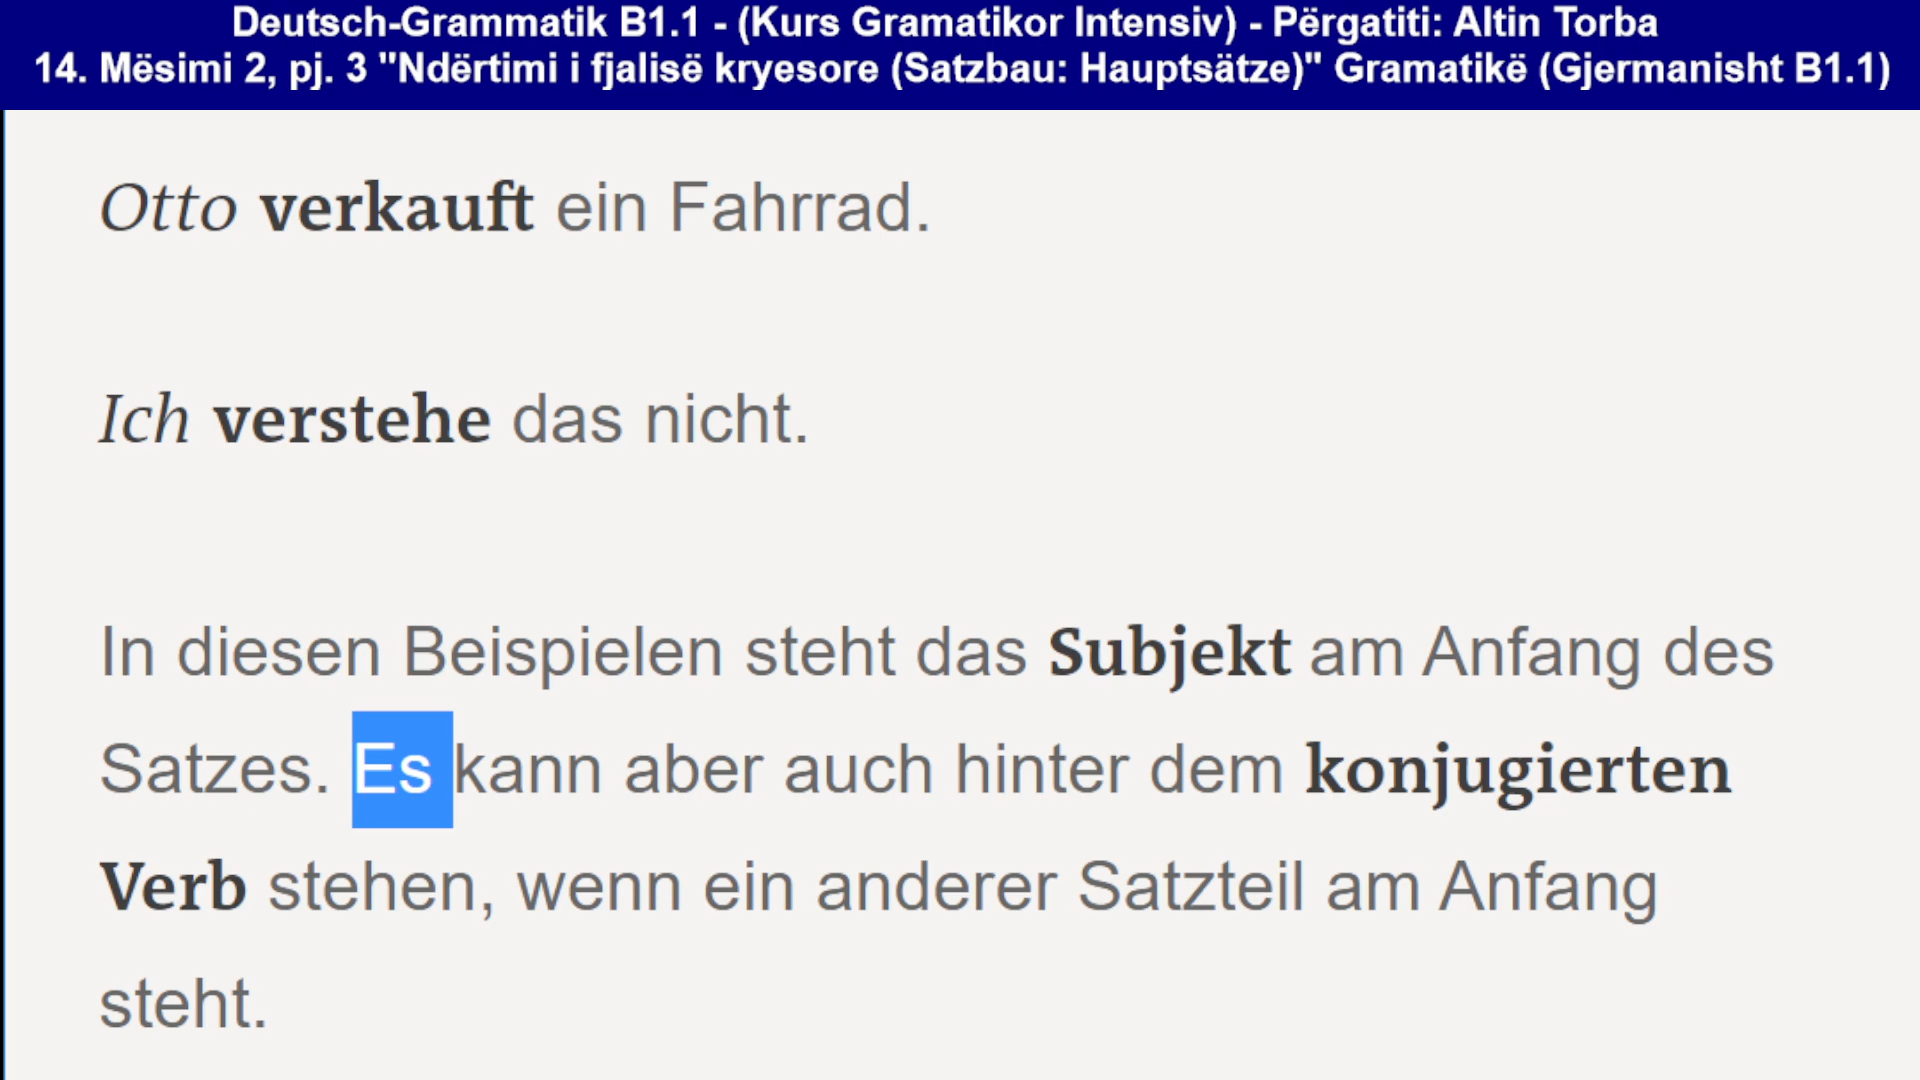 Deutsch-Grammatik B1.1 - (Kurs Gramatikor Intensiv) - Përgatiti: Altin Torba
14. Mësimi 2, pj. 3 "Ndërtimi i fjalisë kryesore (Satzbau: Hauptsätze)" Gramatikë (Gjermanisht B1.1)
Otto verkauft ein Fahrrad.
Ich verstehe das nicht.
In diesen Beispielen steht das Subjekt am Anfang des
Satzes. Es kann aber auch hinter dem konjugierten
Verb stehen, wenn ein anderer Satzteil am Anfang
steht.